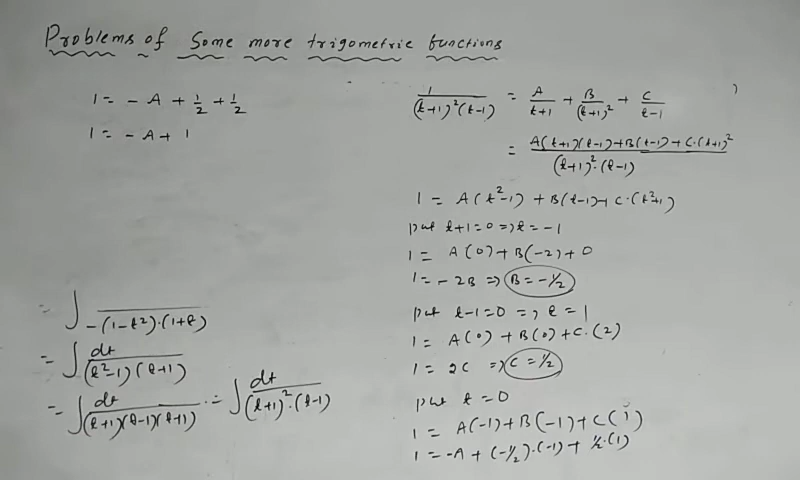 Problems of Some more trigometric functions
1 = - A + 1/2 + 1/2
1 = - A + 1
= ∫ / -(1-t²).(1+t)
= ∫ dt / (t²-1)(t+1)
= ∫ dt / (t+1)(t-1)(t+1) = ∫ dt / (t+1)².(t-1)
1 / (t+1)²(t-1) = A / t+1 + B / (t+1)² + C / t-1
= A(t+1)(t-1)+B(t-1)+C.(t+1)² / (t+1)².(t-1)
1 = A(t²-1) + B(t-1)+C.(t²+1)
put t+1=0 => t = -1
1 = A(0)+B(-2)+0
1 = -2B => B = -1/2
put t-1=0 => t = 1
1 = A(0)+B(0)+C.(2)
1 = 2C => C = 1/2
put t = 0
1 = A(-1)+B(-1)+C(1)
1 = -A + (-1/2).(-1) + 1/2.(1)